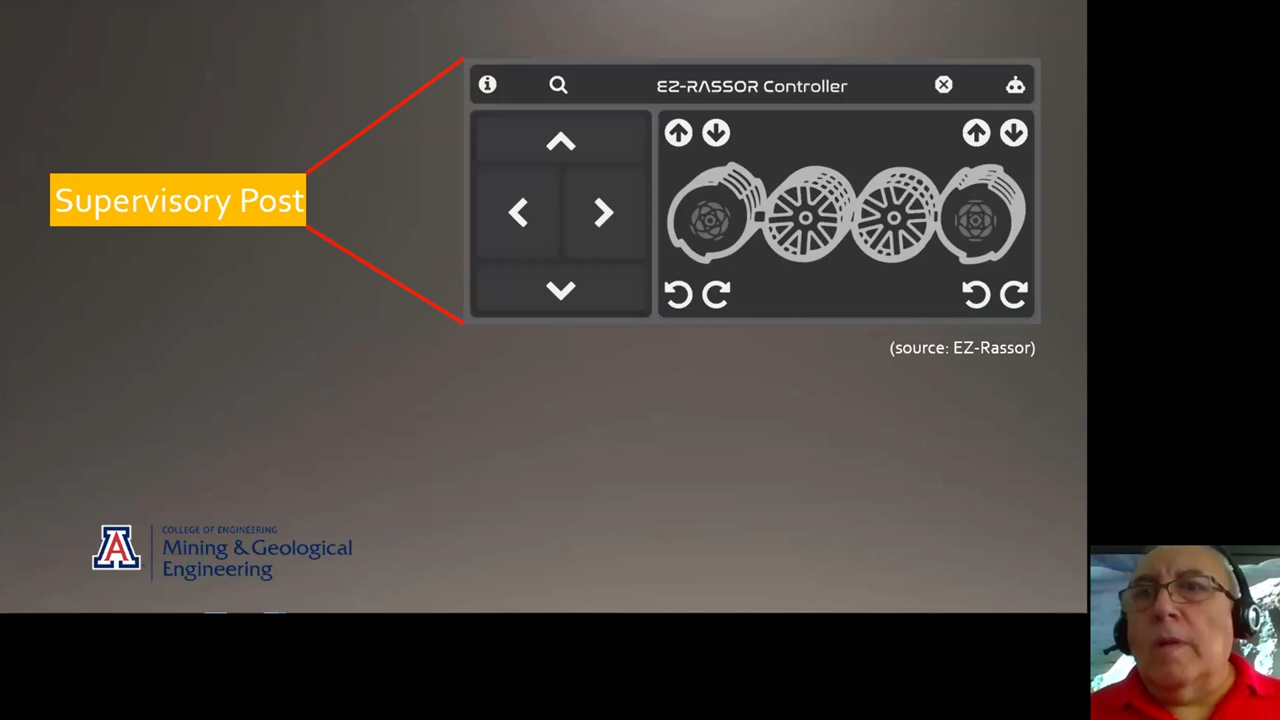 EZ-RASSOR Controller
Supervisory Post
(source: EZ-Rassor)
A
COLLEGE OF ENGINEERING
Mining & Geological
Engineering